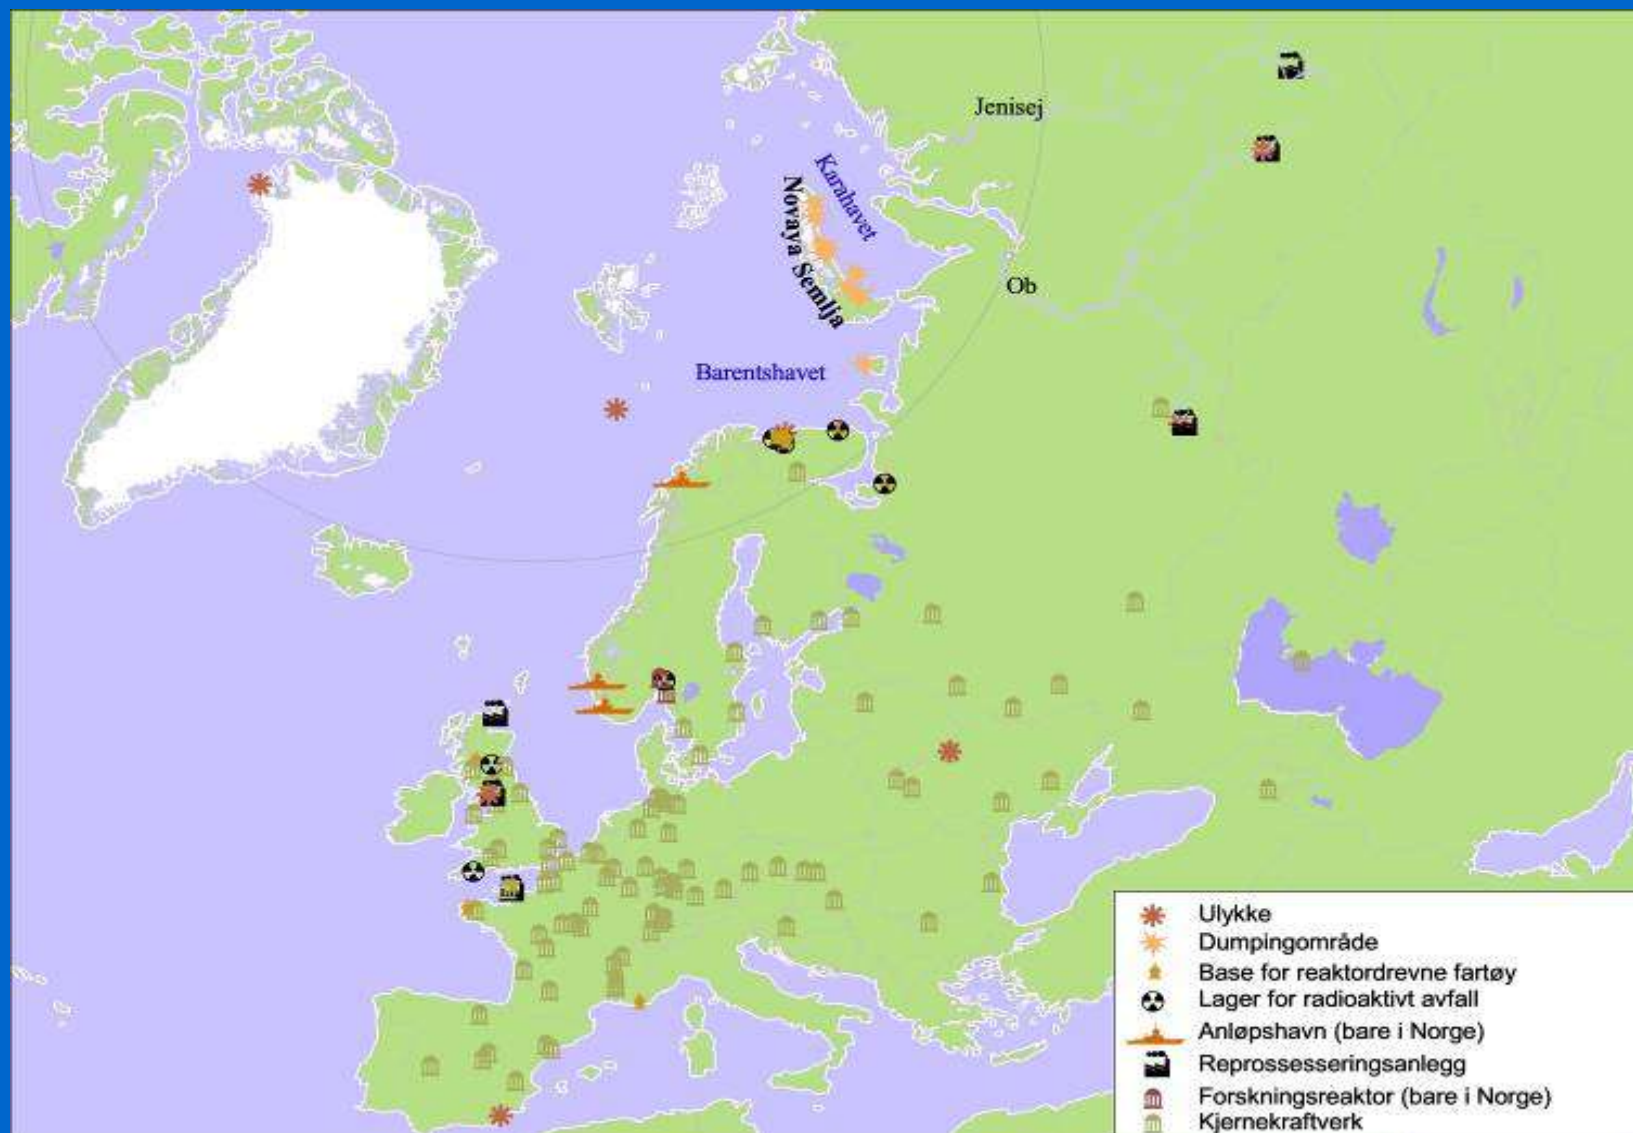 Jenisej
Karahavet
Novaya Semlja
Ob
Barentshavet
Ulykke
Dumpingområde
Base for reaktordrevne fartøy
Lager for radioaktivt avfall
Anløpshavn (bare i Norge)
Reprossesseringsanlegg
Forskningsreaktor (bare i Norge)
Kjernekraftverk